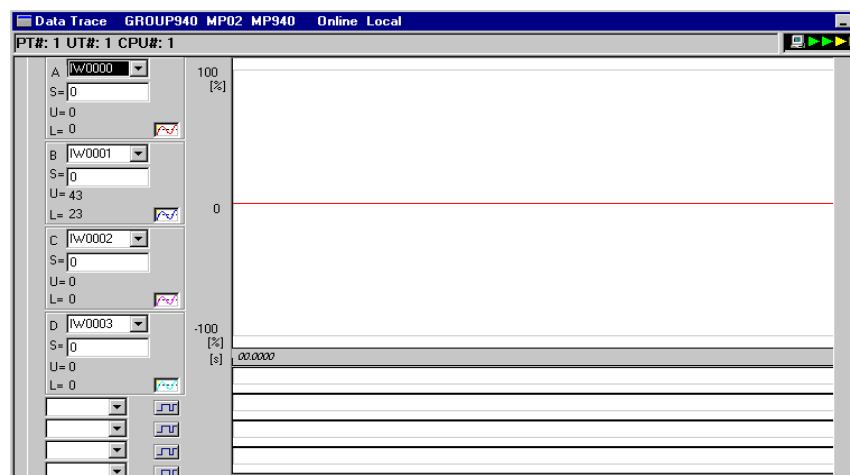 Data Trace GROUP940 MP02 MP940 Online Local
PT#: 1 UT#: 1 CPU#: 1
A IW0000
S= 0
U= 0
L= 0
B IW0001
S= 0
U= 43
L= 23
C IW0002
S= 0
U= 0
L= 0
D IW0003
S= 0
U= 0
L= 0
100
[%]
0
-100
[%]
[s] 00.0000